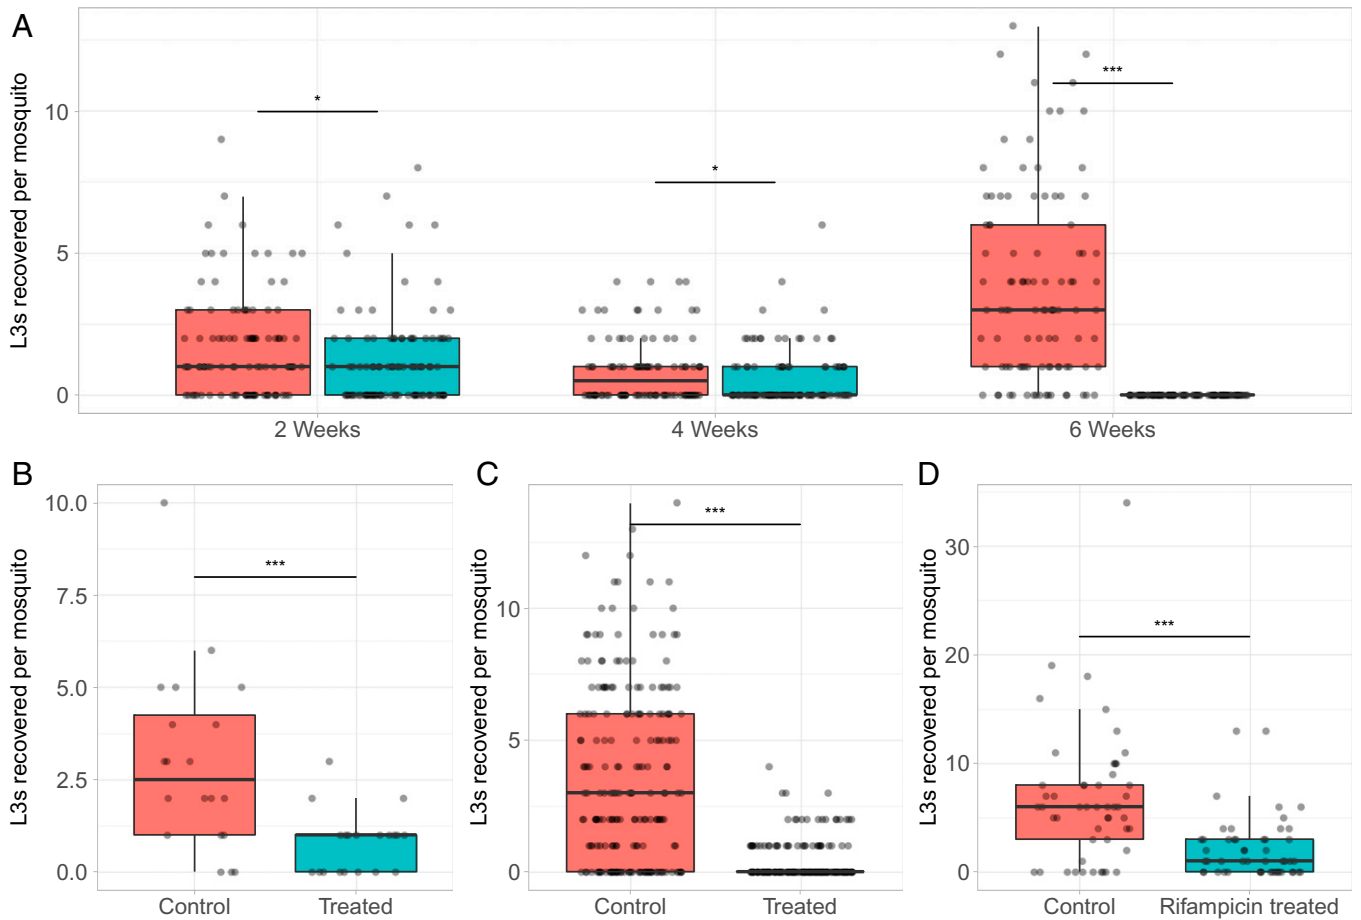 A
L3s recovered per mosquito
10
5
0
*
*
***
2 Weeks
4 Weeks
6 Weeks
B
L3s recovered per mosquito
10.0
7.5
5.0
2.5
0.0
***
Control
Treated
C
L3s recovered per mosquito
10
5
0
***
Control
Treated
D
L3s recovered per mosquito
30
20
10
0
***
Control
Rifampicin treated